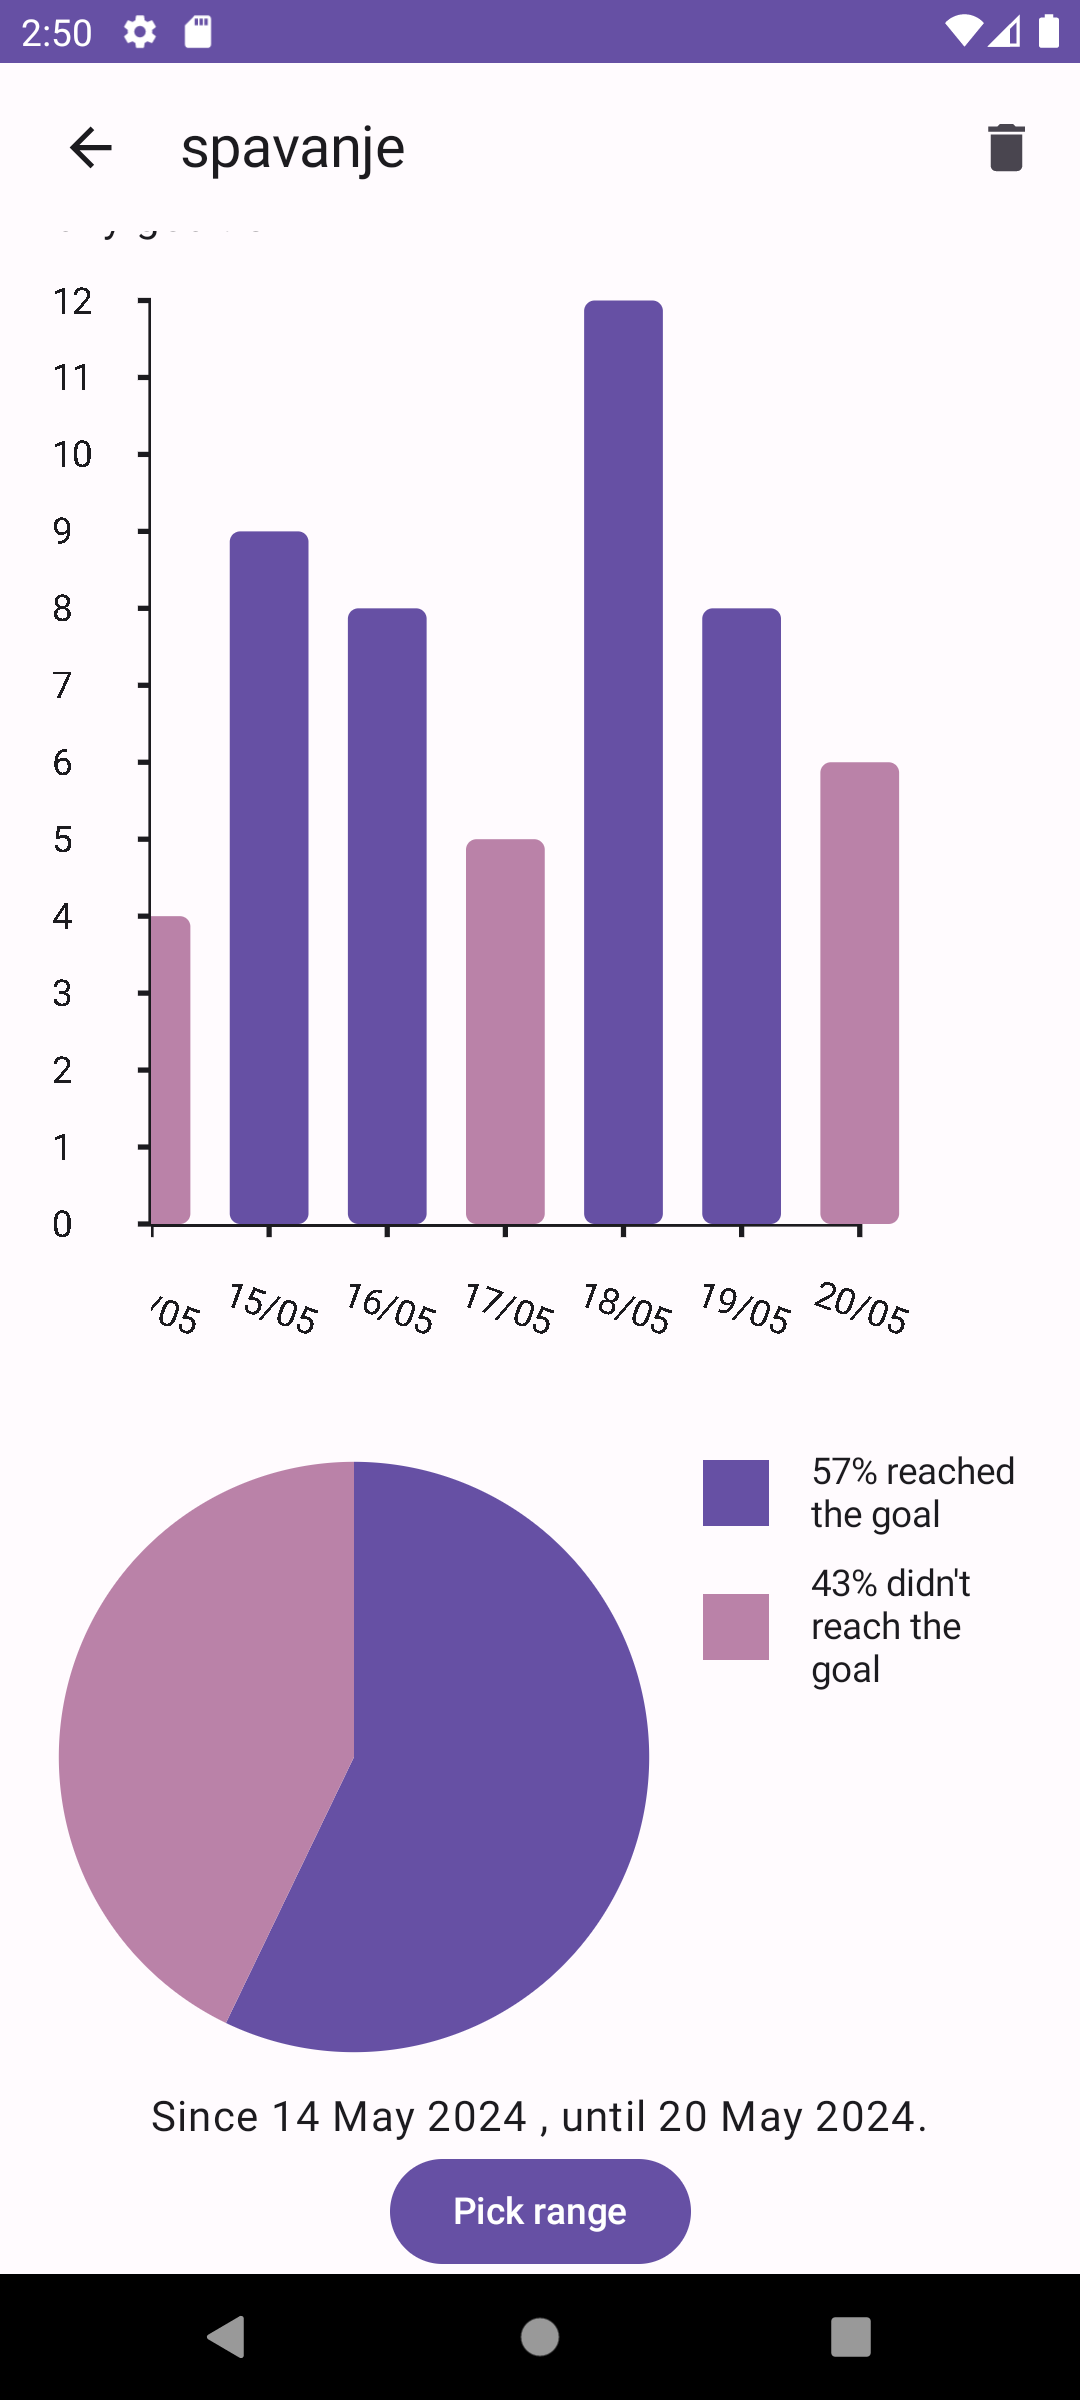 2:50
spavanje
12
11
10
9
8
7
6
5
4
3
2
1
0
/05 15/05 16/05 17/05 18/05 19/05 20/05
57% reached
the goal
43% didn't
reach the
goal
Since 14 May 2024 , until 20 May 2024.
Pick range